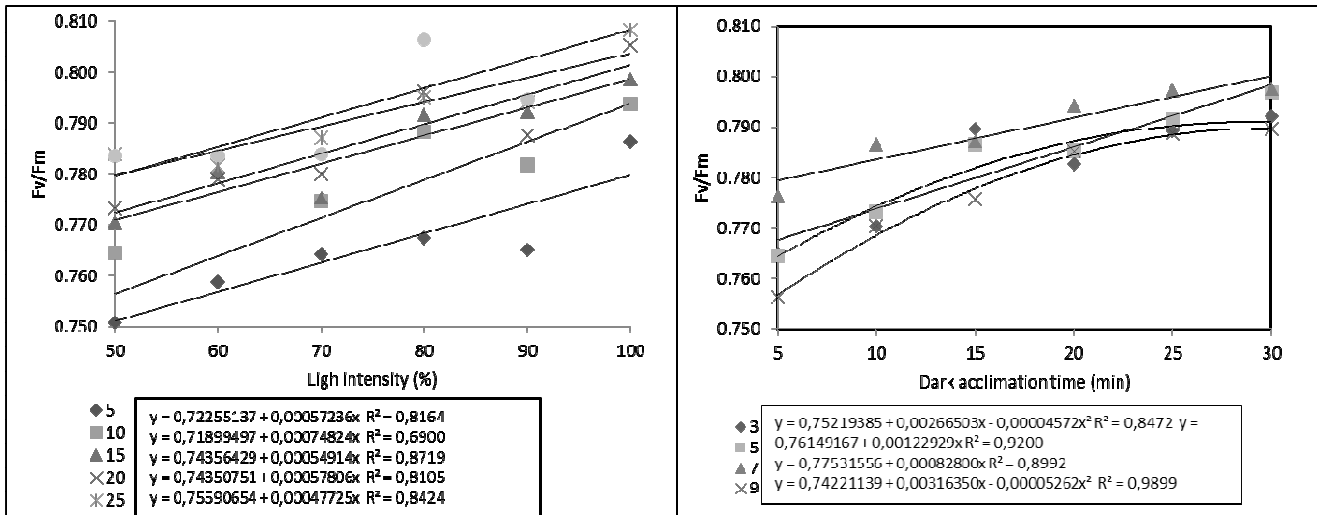 0.810
0.800
0.790
0.780
0.770
0.760
0.750
Fv/Fm
50 60 70 80 90 100
Ligh intensity (%)
5 y = 0,72255137 + 0,00057236x R² = 0,8164
10 y = 0,71899497 + 0,00074824x R² = 0,6900
15 y = 0,74356429 + 0,00054914x R² = 0,8719
20 y = 0,74350751 + 0,00057806x R² = 0,8105
25 y = 0,75590654 + 0,00047725x R² = 0,8424
0.810
0.800
0.790
0.780
0.770
0.760
0.750
Fv/Fm
5 10 15 20 25 30
Dark acclimation time (min)
3 y = 0,75219385 + 0,00266503x - 0,00004572x² R² = 0,8472 y =
5 0,76149167 + 0,00122929x R² = 0,9200
7 y = 0,77531556 + 0,00082800x R² = 0,8992
9 y = 0,74221139 + 0,00316350x - 0,00005262x² R² = 0,9899